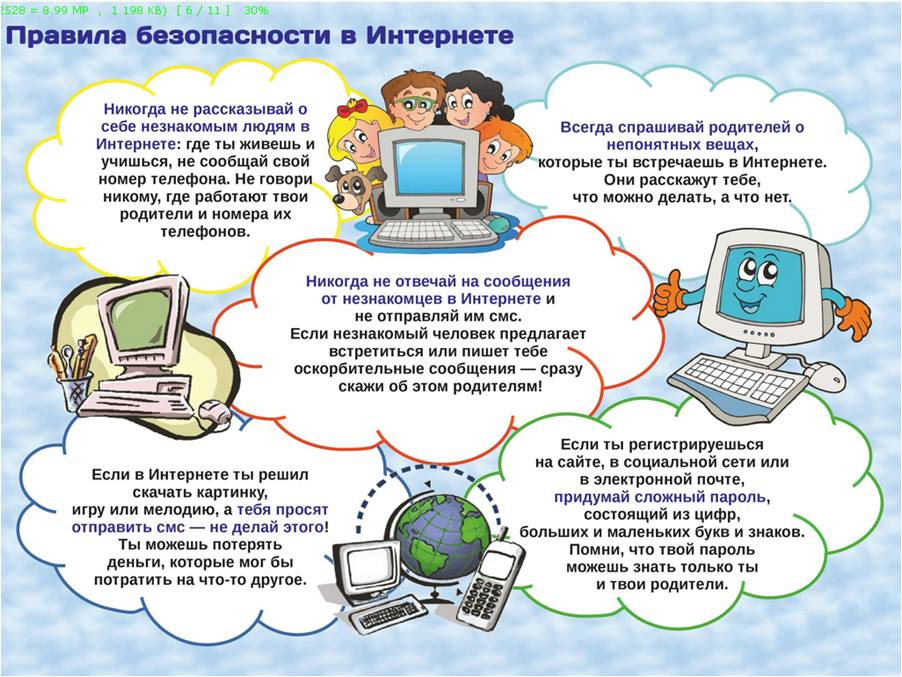 2528 = 8.99 MP , 1 198 KB) [ 6 / 11 ] 30%
Правила безопасности в Интернете
Никогда не рассказывай о
себе незнакомым людям в
Интернете: где ты живешь и
учишься, не сообщай свой
номер телефона. Не говори
никому, где работают твои
родители и номера их
телефонов.
Всегда спрашивай родителей о
непонятных вещах,
которые ты встречаешь в Интернете.
Они расскажут тебе,
что можно делать, а что нет.
Никогда не отвечай на сообщения
от незнакомцев в Интернете и
не отправляй им смс.
Если незнакомый человек предлагает
встретиться или пишет тебе
оскорбительные сообщения — сразу
скажи об этом родителям!
Если в Интернете ты решил
скачать картинку,
игру или мелодию, а тебя просят
отправить смс — не делай этого!
Ты можешь потерять
деньги, которые мог бы
потратить на что-то другое.
Если ты регистрируешься
на сайте, в социальной сети или
в электронной почте,
придумай сложный пароль,
состоящий из цифр,
больших и маленьких букв и знаков.
Помни, что твой пароль
можешь знать только ты
и твои родители.